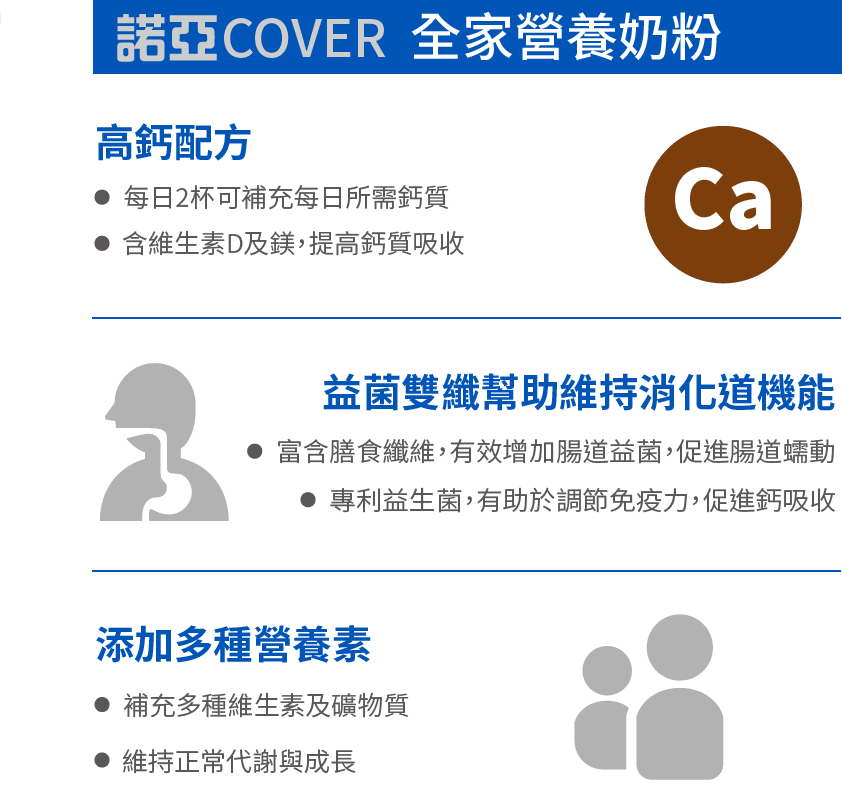 諾亞COVER 全家營養奶粉
高鈣配方
● 每日2杯可補充每日所需鈣質
● 含維生素D及鎂，提高鈣質吸收
Ca
益菌雙纖幫助維持消化道機能
● 富含膳食纖維，有效增加腸道益菌，促進腸道蠕動
● 專利益生菌，有助於調節免疫力，促進鈣吸收
添加多種營養素
● 補充多種維生素及礦物質
● 維持正常代謝與成長